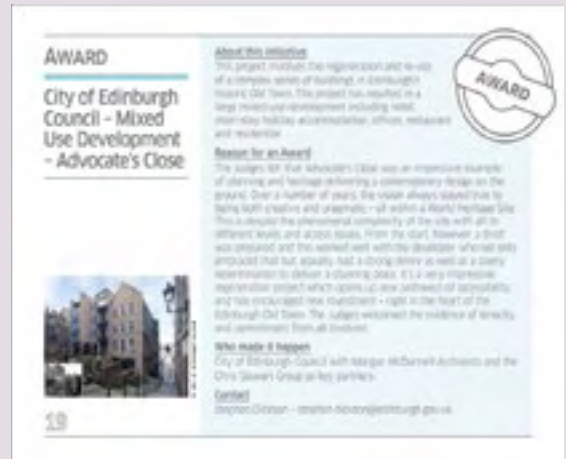 AWARD
City of Edinburgh
Council – Mixed
Use Development
– Advocate's Close
19
About this initiative
This project involves the regeneration and re-use
of a complex series of buildings in Edinburgh's
historic Old Town. The project has resulted in a
large mixed-use development including retail,
short-stay holiday accommodation, offices, restaurant
and residential.
Reason for an Award
The Judges felt that Advocate's Close was an impressive example
of planning and heritage delivering a contemporary design on the
ground. Over a number of years, the vision always stayed true to
being both creative and pragmatic – all within a World Heritage Site.
This is despite the phenomenal complexity of the site with all its
different levels and access issues. From the start, however a brief
was prepared and this worked well with the developer who not only
embraced that but, equally, had a strong desire as well as a
determination to deliver a stunning place. It's a very impressive
regeneration project which opens up new pathways of accessibility
and has encouraged new investment – right in the heart of the
Edinburgh Old Town. The Judges welcomed the evidence of tenacity
and commitment from all involved.
Who made it happen
City of Edinburgh Council with Morgan McDonnell Architects and the
Chris Stewart Group as key partners.
Contact
AWARD